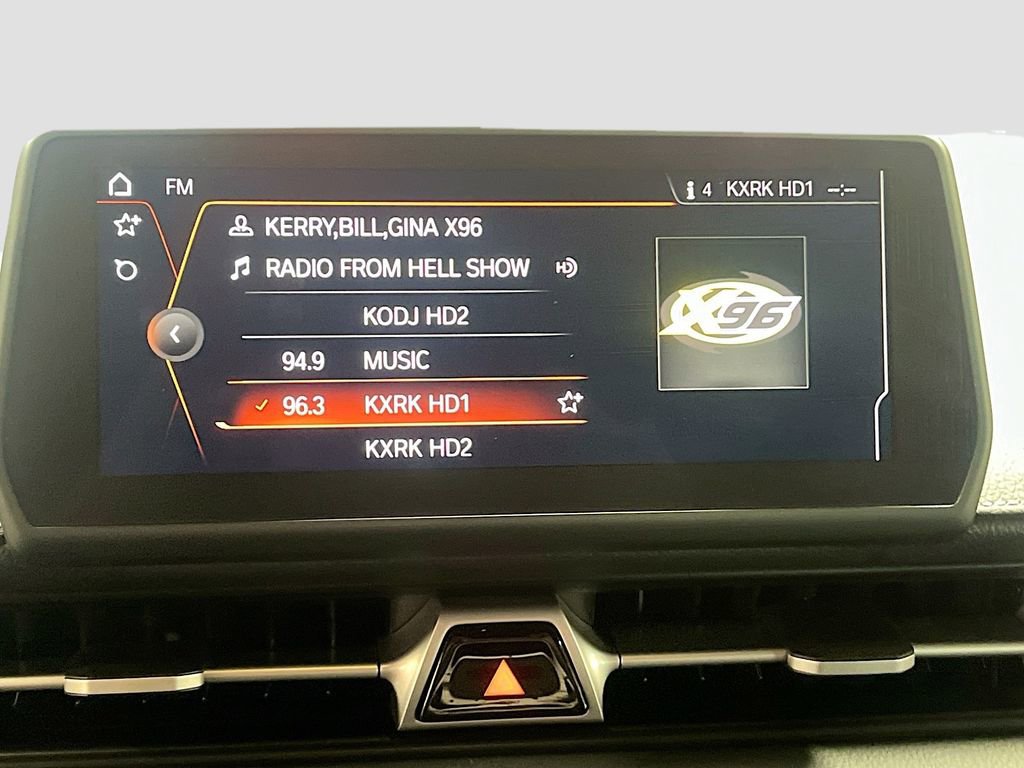 FM
4 KXRK HD1 --:--
KERRY,BILL,GINA X96
RADIO FROM HELL SHOW HD
X96
KODJ HD2
94.9 MUSIC
96.3 KXRK HD1
KXRK HD2